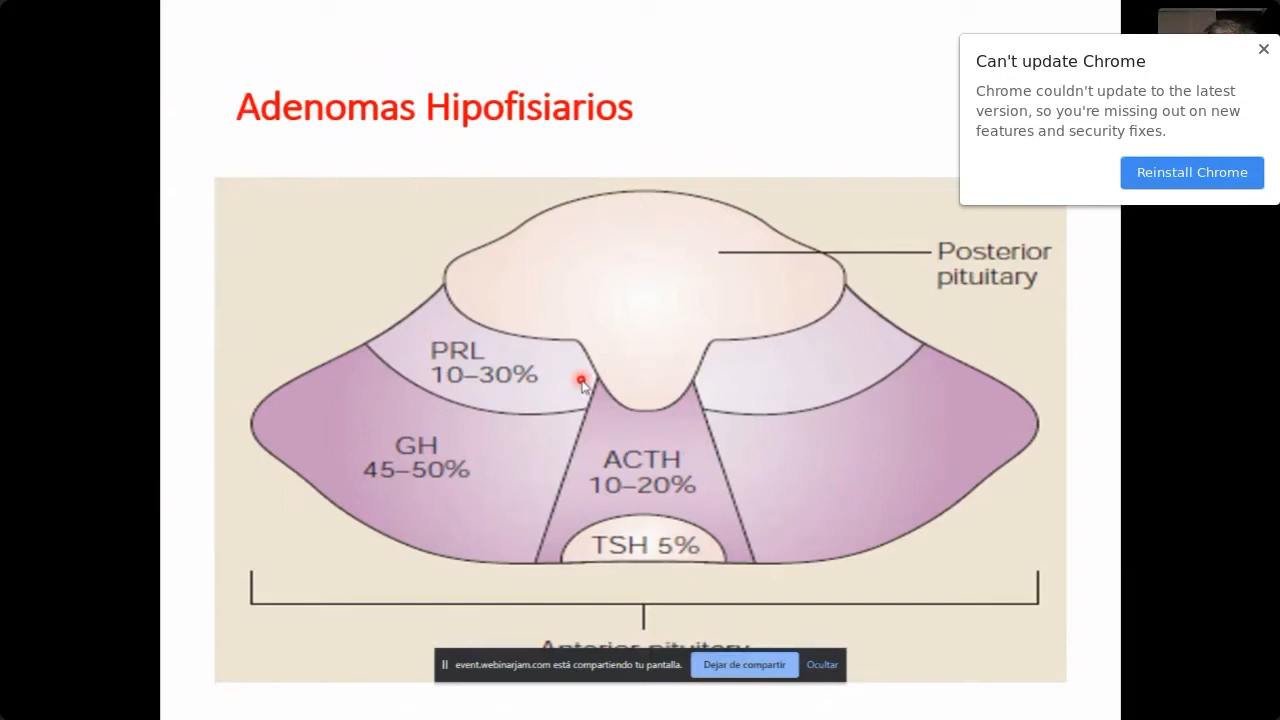 Adenomas Hipofisiarios
Can't update Chrome
Chrome couldn't update to the latest
version, so you're missing out on new
features and security fixes.
Reinstall Chrome
Posterior
pituitary
PRL
10–30%
GH
45–50%
ACTH
10–20%
TSH 5%
Anterior pituitary
event.webinarjam.com está compartiendo tu pantalla.
Dejar de compartir
Ocultar